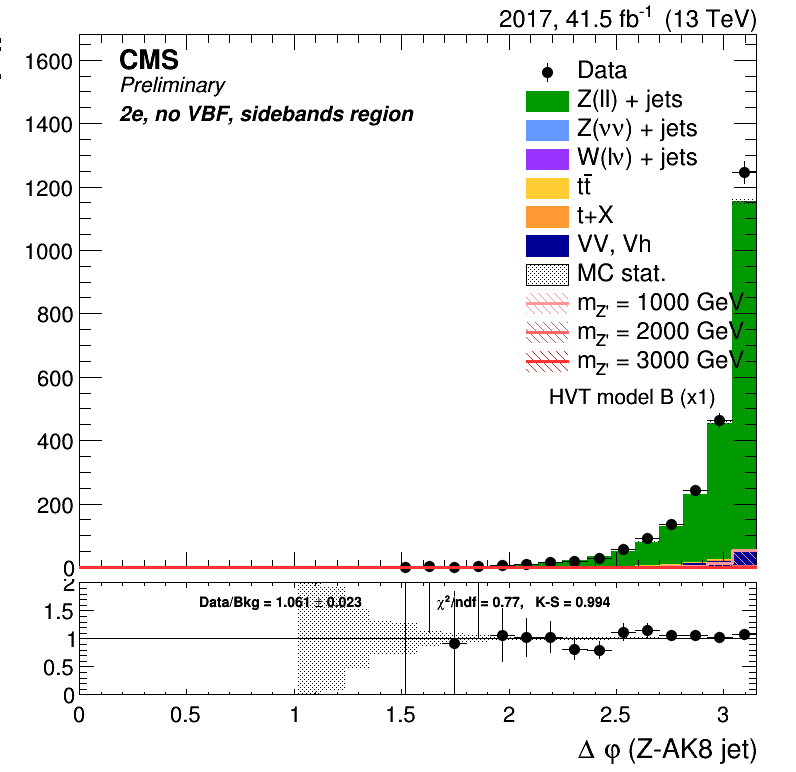 2017, 41.5 fb⁻¹ (13 TeV)
CMS
Preliminary
2e, no VBF, sidebands region
Data
Z(ll) + jets
Z(νν) + jets
W(lν) + jets
tt̄
t+X
VV, Vh
MC stat.
m_Z' = 1000 GeV
m_Z' = 2000 GeV
m_Z' = 3000 GeV
HVT model B (x1)
1600
1400
1200
1000
800
600
400
200
0
Data/Bkg = 1.061 ± 0.023
χ²/ndf = 0.77, K-S = 0.994
2
1.5
1
0.5
0
0 0.5 1 1.5 2 2.5 3
Δ φ (Z-AK8 jet)